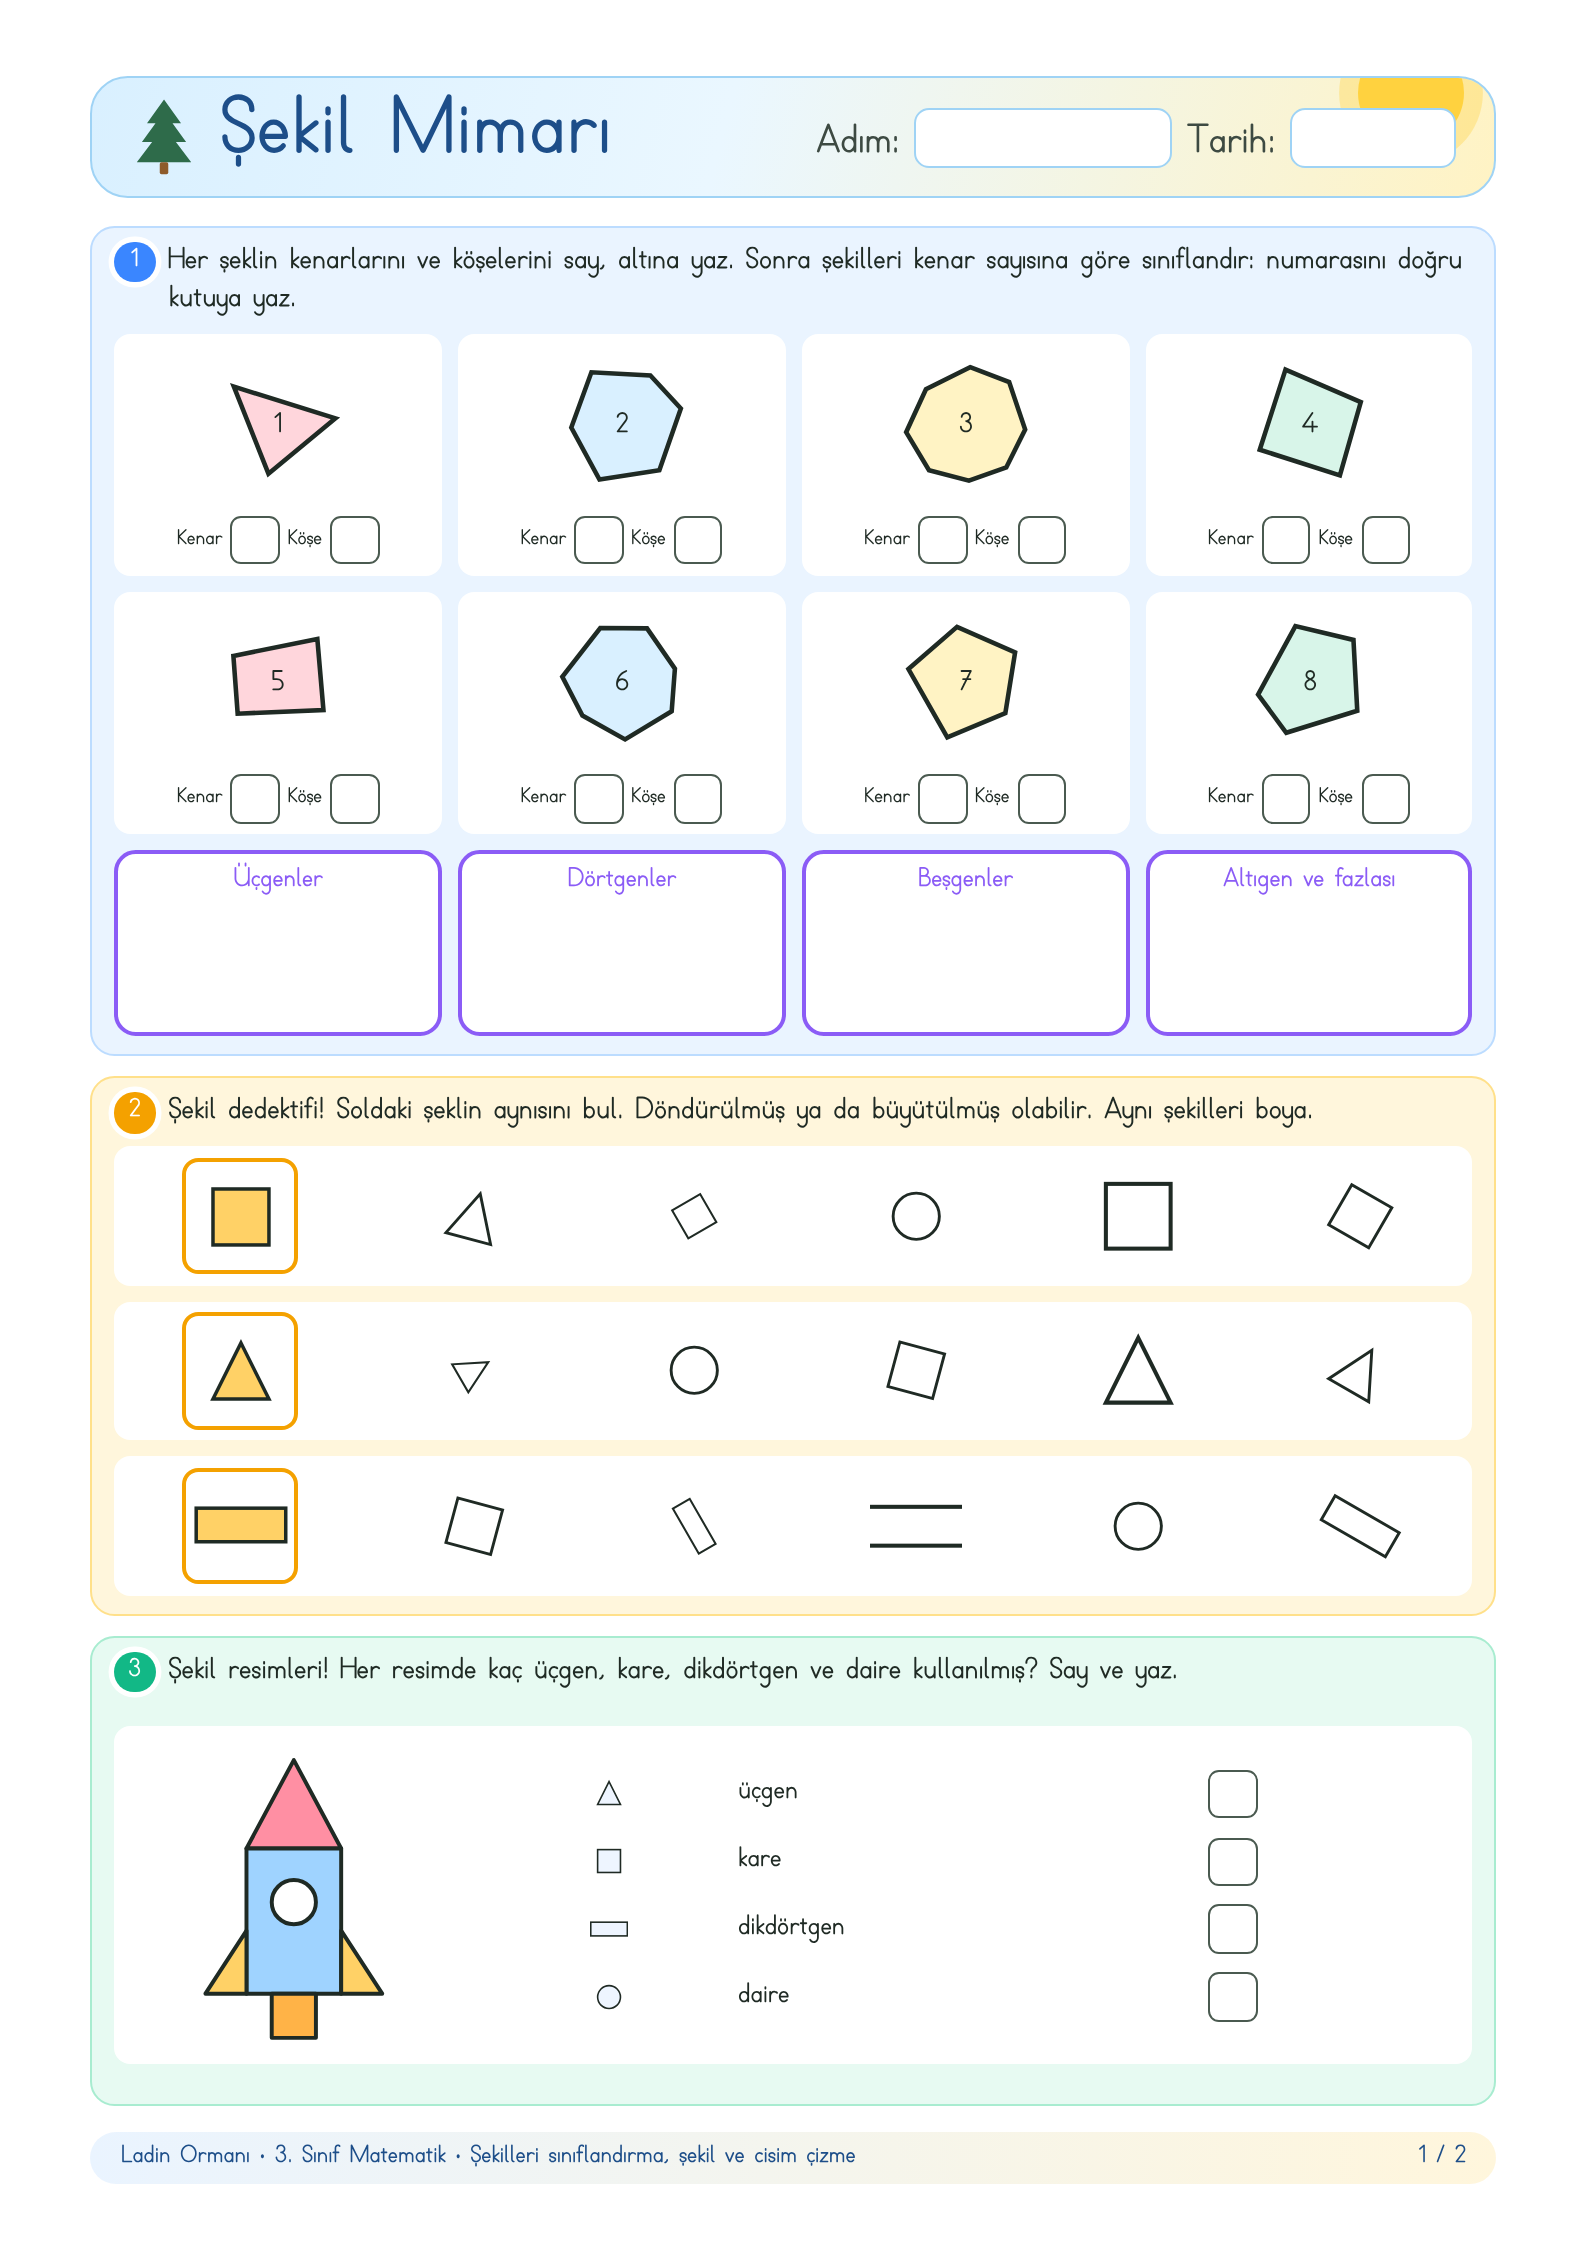 Şekil Mimarı
Adım:
Tarih:
1
Her şeklin kenarlarını ve köşelerini say, altına yaz. Sonra şekilleri kenar sayısına göre sınıflandır: numarasını doğru
kutuya yaz.
1
2
3
4
Kenar Köşe
Kenar Köşe
Kenar Köşe
Kenar Köşe
5
6
7
8
Kenar Köşe
Kenar Köşe
Kenar Köşe
Kenar Köşe
Üçgenler
Dörtgenler
Beşgenler
Altıgen ve fazlası
2
Şekil dedektifi! Soldaki şeklin aynısını bul. Döndürülmüş ya da büyütülmüş olabilir. Aynı şekilleri boya.
3
Şekil resimleri! Her resimde kaç üçgen, kare, dikdörtgen ve daire kullanılmış? Say ve yaz.
üçgen
kare
dikdörtgen
daire
Ladin Ormanı • 3. Sınıf Matematik • Şekilleri sınıflandırma, şekil ve cisim çizme
1 / 2